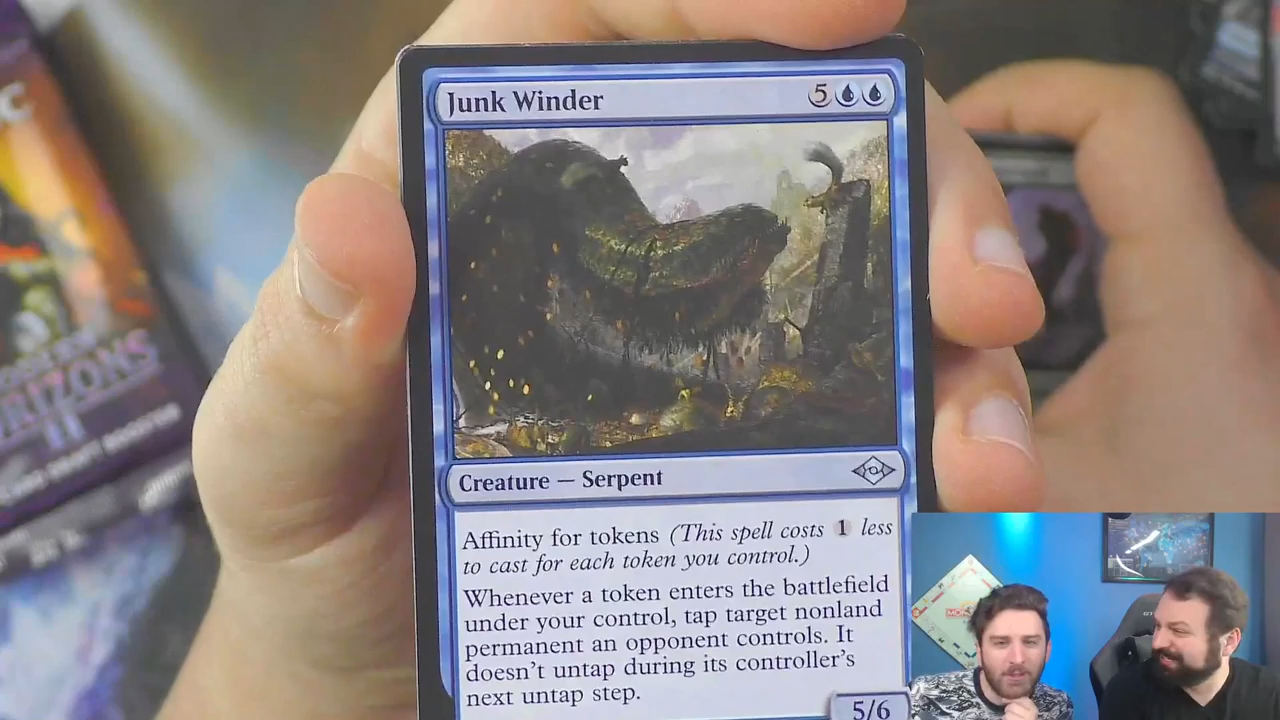 Junk Winder
5
Creature — Serpent
Affinity for tokens (This spell costs 1 less
to cast for each token you control.)
Whenever a token enters the battlefield
under your control, tap target nonland
permanent an opponent controls. It
doesn't untap during its controller's
next untap step.
5/6
C
RIZONS
II